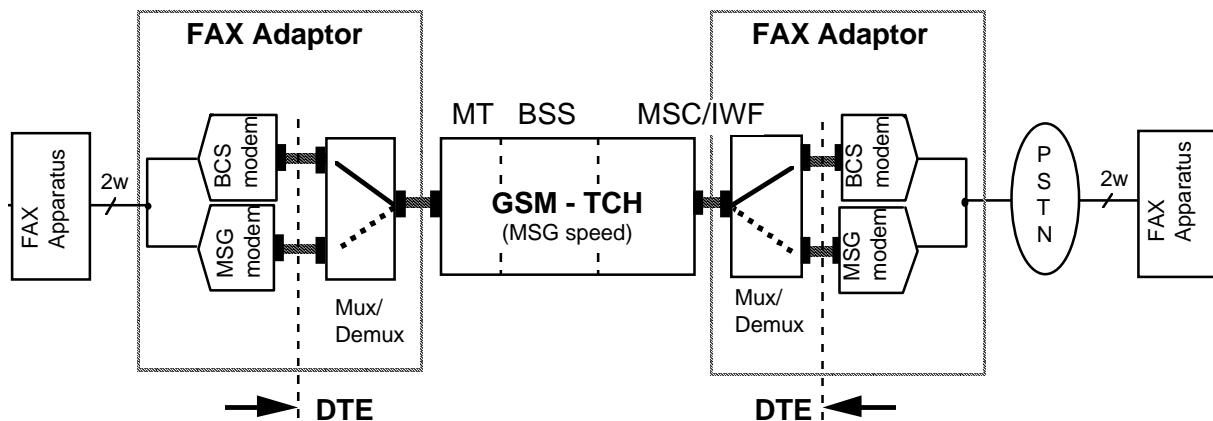 FAX Adaptor
FAX Adaptor
MT
BSS
MSC/IWF
FAX
Apparatus
2w
BCS
modem
MSG
modem
Mux/
Demux
GSM - TCH
(MSG speed)
Mux/
Demux
BCS
modem
MSG
modem
PSTN
2w
FAX
Apparatus
DTE
DTE